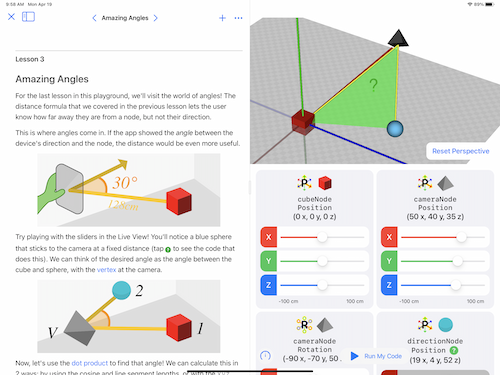 9:58 AM Mon Apr 19
88%
Amazing Angles
Lesson 3
Amazing Angles
For the last lesson in this playground, we'll visit the world of angles! The
distance formula that we covered in the previous lesson lets the user
know how far away they are from a node, but not their direction.
This is where angles come in. If the app showed the angle between the
device's direction and the node, the distance would be even more useful.
30°
128cm
Try playing with the sliders in the Live View! You'll notice a blue sphere
that sticks to the camera at a fixed distance (tap ? to see the code that
does this). We can think of the desired angle as the angle between the
cube and sphere, with the vertex at the camera.
2
V
1
Now, let's use the dot product to find that angle! We can calculate this in
2 ways: by using the cosine and line segment lengths, or with the
?
Reset Perspective
P
cubeNode
Position
(0 x, 0 y, 0 z)
X
Y
Z
-100 cm 100 cm
P
cameraNode
Position
(50 x, 40 y, 35 z)
X
Y
Z
-100 cm 100 cm
R
cameraNode
Rotation
(-90 x, -70 y, 50
P
directionNode
Position ?
(19 x, 4 y, 52 z)
Run My Code